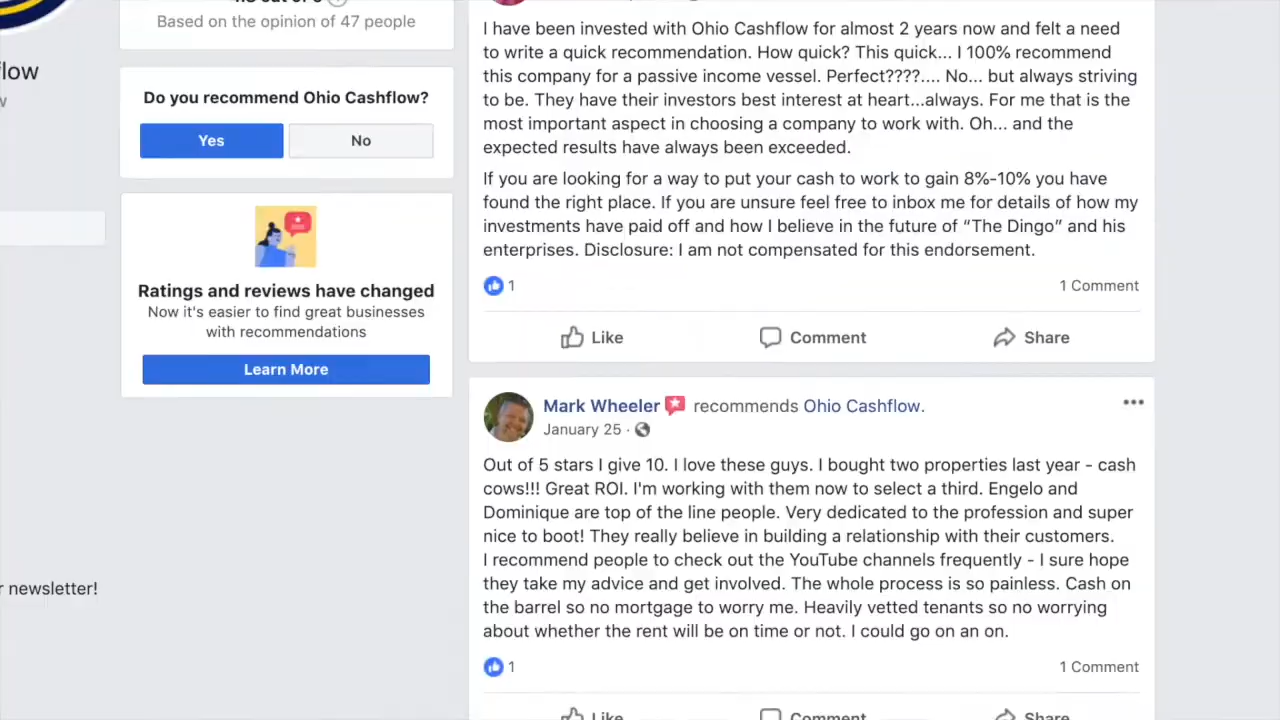 Based on the opinion of 47 people
flow
Do you recommend Ohio Cashflow?
Yes
No
Ratings and reviews have changed
Now it's easier to find great businesses
with recommendations
Learn More
r newsletter!
I have been invested with Ohio Cashflow for almost 2 years now and felt a need
to write a quick recommendation. How quick? This quick... I 100% recommend
this company for a passive income vessel. Perfect????.... No... but always striving
to be. They have their investors best interest at heart...always. For me that is the
most important aspect in choosing a company to work with. Oh... and the
expected results have always been exceeded.
If you are looking for a way to put your cash to work to gain 8%-10% you have
found the right place. If you are unsure feel free to inbox me for details of how my
investments have paid off and how I believe in the future of “The Dingo” and his
enterprises. Disclosure: I am not compensated for this endorsement.
1
1 Comment
Like
Comment
Share
Mark Wheeler recommends Ohio Cashflow.
January 25 ·
Out of 5 stars I give 10. I love these guys. I bought two properties last year - cash
cows!!! Great ROI. I'm working with them now to select a third. Engelo and
Dominique are top of the line people. Very dedicated to the profession and super
nice to boot! They really believe in building a relationship with their customers.
I recommend people to check out the YouTube channels frequently - I sure hope
they take my advice and get involved. The whole process is so painless. Cash on
the barrel so no mortgage to worry me. Heavily vetted tenants so no worrying
about whether the rent will be on time or not. I could go on an on.
1
1 Comment
Like
Comment
Share